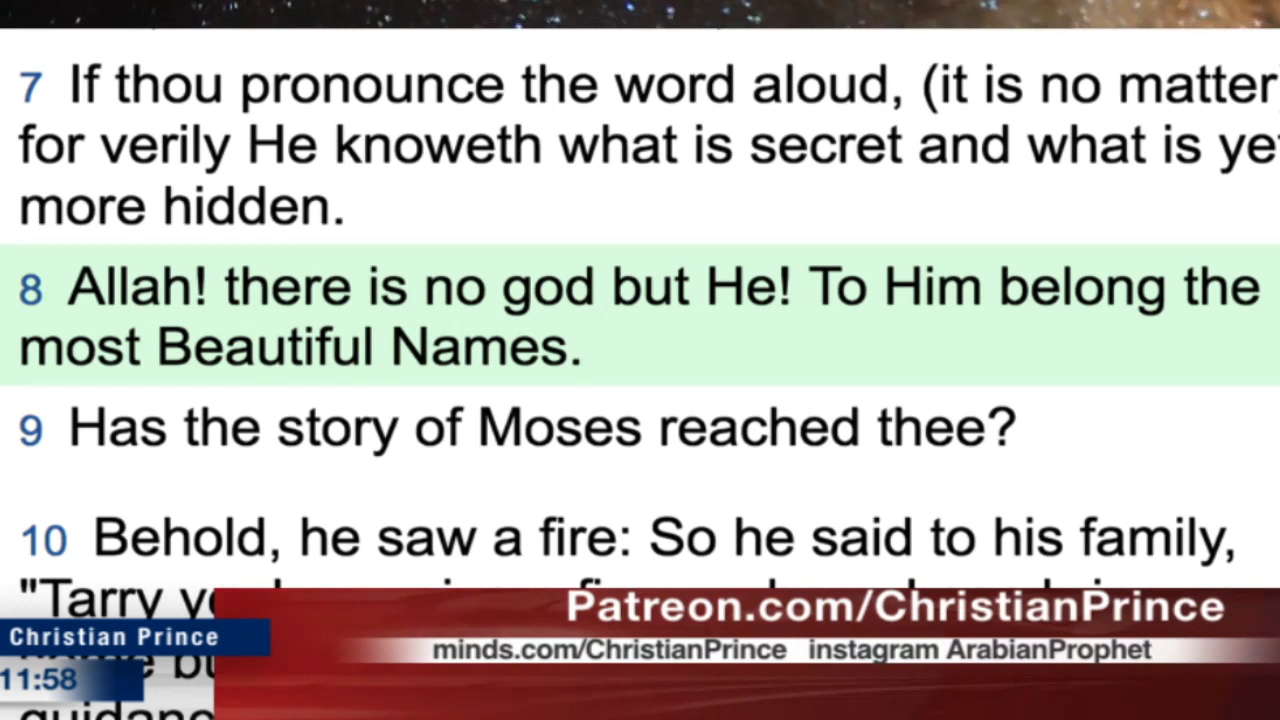 7 If thou pronounce the word aloud, (it is no matter
for verily He knoweth what is secret and what is ye
more hidden.
8 Allah! there is no god but He! To Him belong the
most Beautiful Names.
9 Has the story of Moses reached thee?
10 Behold, he saw a fire: So he said to his family,
"Tarry
Patreon.com/ChristianPrince
Christian Prince
minds.com/ChristianPrince instagram ArabianProphet
11:58